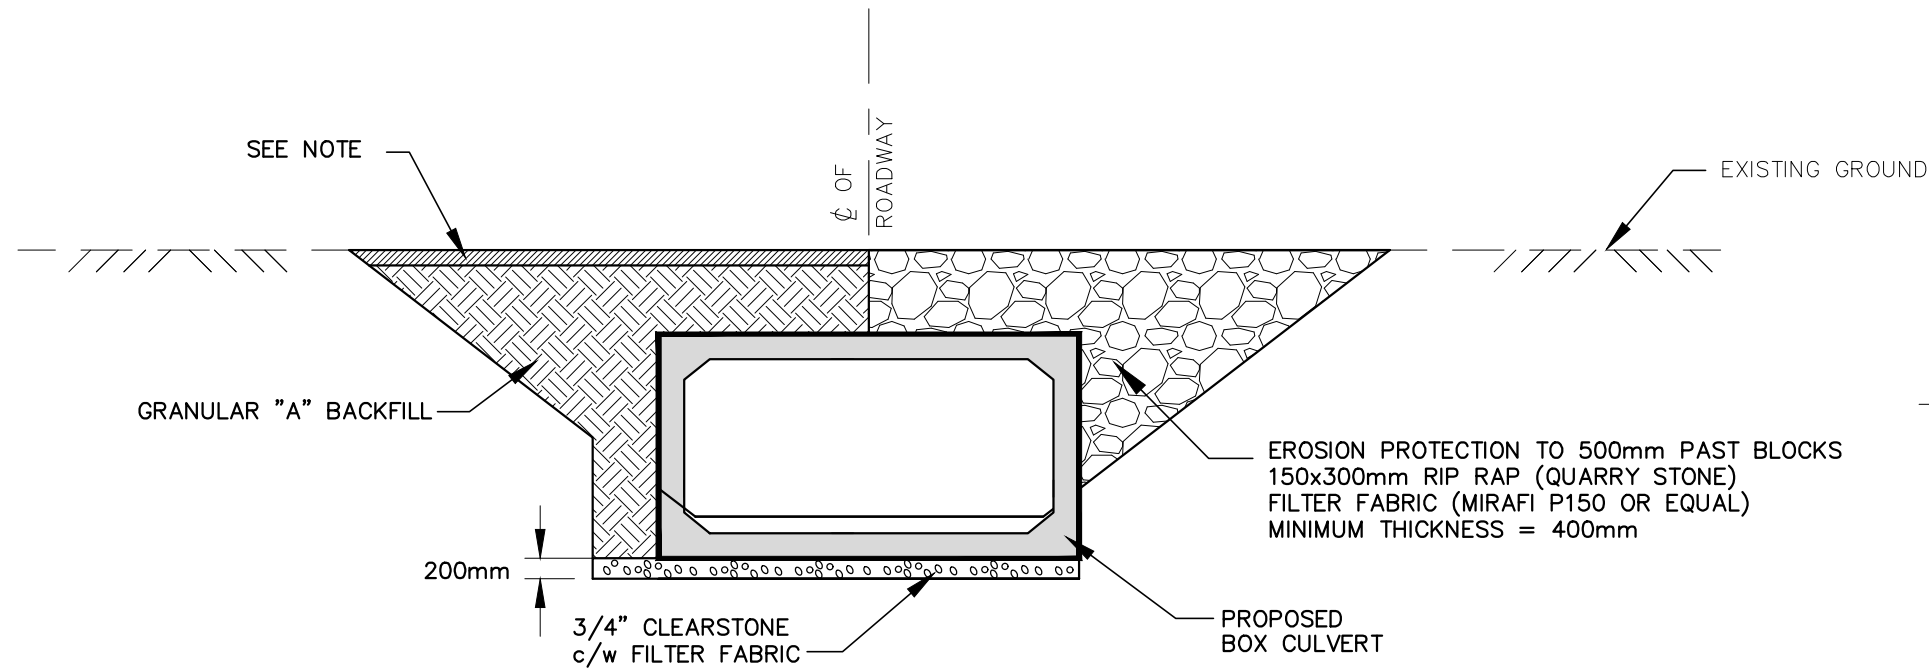 SEE NOTE
℄ OF
ROADWAY
EXISTING GROUND
GRANULAR "A" BACKFILL
EROSION PROTECTION TO 500mm PAST BLOCKS
150x300mm RIP RAP (QUARRY STONE)
FILTER FABRIC (MIRAFI P150 OR EQUAL)
MINIMUM THICKNESS = 400mm
200mm
3/4" CLEARSTONE
c/w FILTER FABRIC
PROPOSED
BOX CULVERT